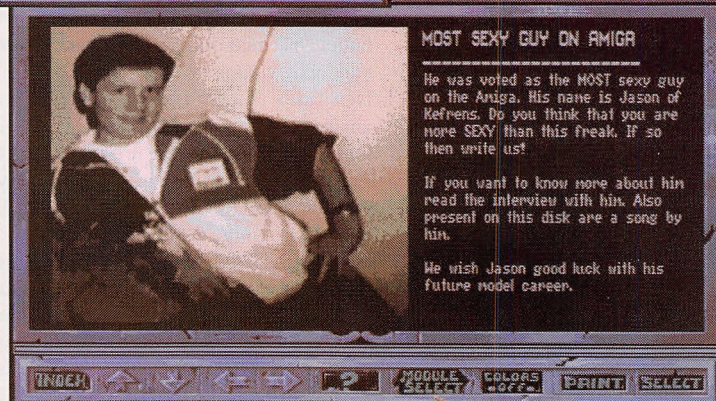 MOST SEXY GUY ON AMIGA
He was voted as the MOST sexy guy
on the Amiga. His name is Jason of
Kefrens. Do you think that you are
more SEXY than this freak. If so
then write us!
If you want to know more about him
read the interview with him. Also
present on this disk are a song by
him.
We wish Jason good luck with his
future model career.
INDEX ? MODULE SELECT COLORS OFF PRINT SELECT